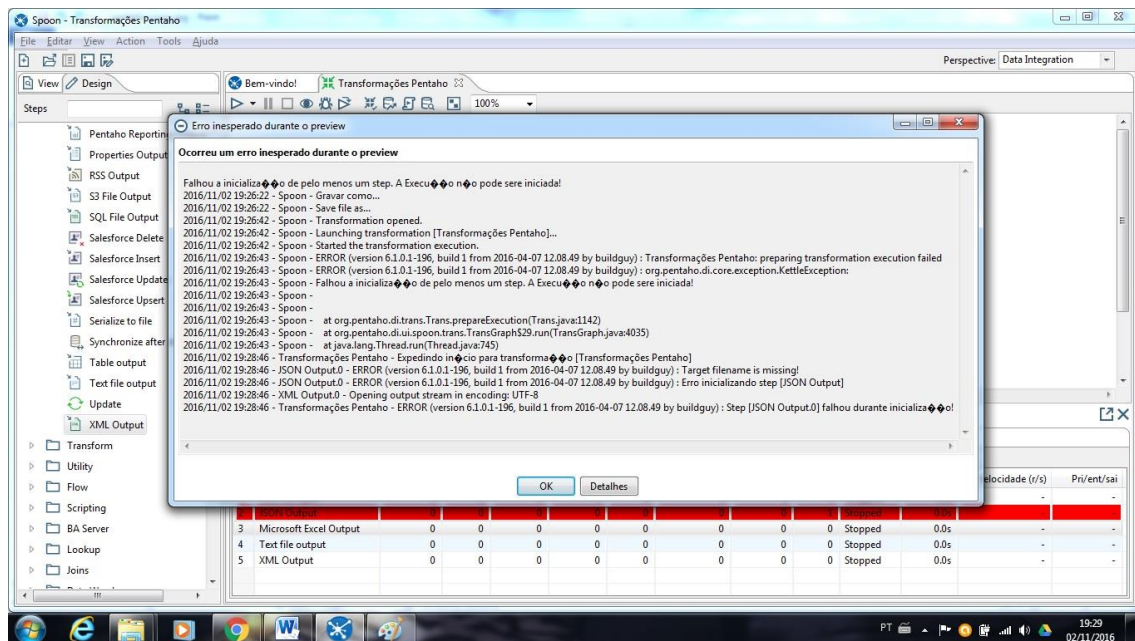 Spoon - Transformações Pentaho
File Editar View Action Tools Ajuda
Perspective: Data Integration
View Design
Bem-vindo! Transformações Pentaho
Steps
100%
Pentaho Reportin
Properties Output
RSS Output
S3 File Output
SQL File Output
Salesforce Delete
Salesforce Insert
Salesforce Update
Salesforce Upsert
Serialize to file
Synchronize after
Table output
Text file output
Update
XML Output
Transform
Utility
Flow
Scripting
BA Server
Lookup
Joins
Erro inesperado durante o preview
Ocorreu um erro inesperado durante o preview
Falhou a inicializa��o de pelo menos um step. A Execu��o n�o pode sere iniciada!
2016/11/02 19:26:22 - Spoon - Gravar como...
2016/11/02 19:26:22 - Spoon - Save file as...
2016/11/02 19:26:42 - Spoon - Transformation opened.
2016/11/02 19:26:42 - Spoon - Launching transformation [Transformações Pentaho]...
2016/11/02 19:26:42 - Spoon - Started the transformation execution.
2016/11/02 19:26:43 - Spoon - ERROR (version 6.1.0.1-196, build 1 from 2016-04-07 12.08.49 by buildguy) : Transformações Pentaho: preparing transformation execution failed
2016/11/02 19:26:43 - Spoon - ERROR (version 6.1.0.1-196, build 1 from 2016-04-07 12.08.49 by buildguy) : org.pentaho.di.core.exception.KettleException:
2016/11/02 19:26:43 - Spoon - Falhou a inicializa��o de pelo menos um step. A Execu��o n�o pode sere iniciada!
2016/11/02 19:26:43 - Spoon -
2016/11/02 19:26:43 - Spoon -
2016/11/02 19:26:43 - Spoon - at org.pentaho.di.trans.Trans.prepareExecution(Trans.java:1142)
2016/11/02 19:26:43 - Spoon - at org.pentaho.di.ui.spoon.trans.TransGraph$29.run(TransGraph.java:4035)
2016/11/02 19:26:43 - Spoon - at java.lang.Thread.run(Thread.java:745)
2016/11/02 19:28:46 - Transformações Pentaho - Expedindo in�cio para transforma��o [Transformações Pentaho]
2016/11/02 19:28:46 - JSON Output.0 - ERROR (version 6.1.0.1-196, build 1 from 2016-04-07 12.08.49 by buildguy) : Target filename is missing!
2016/11/02 19:28:46 - JSON Output.0 - ERROR (version 6.1.0.1-196, build 1 from 2016-04-07 12.08.49 by buildguy) : Erro inicializando step [JSON Output]
2016/11/02 19:28:46 - XML Output.0 - Opening output stream in encoding: UTF-8
2016/11/02 19:28:46 - Transformações Pentaho - ERROR (version 6.1.0.1-196, build 1 from 2016-04-07 12.08.49 by buildguy) : Step [JSON Output.0] falhou durante inicializa��o!
OK Detalhes
elocidade (r/s) Pri/ent/sai
- -
2 JSON Output 0 0 0 0 0 0 1 Stopped 0.0s
3 Microsoft Excel Output 0 0 0 0 0 0 0 Stopped 0.0s - -
4 Text file output 0 0 0 0 0 0 0 Stopped 0.0s - -
5 XML Output 0 0 0 0 0 0 0 Stopped 0.0s - -
PT
19:29
02/11/2016